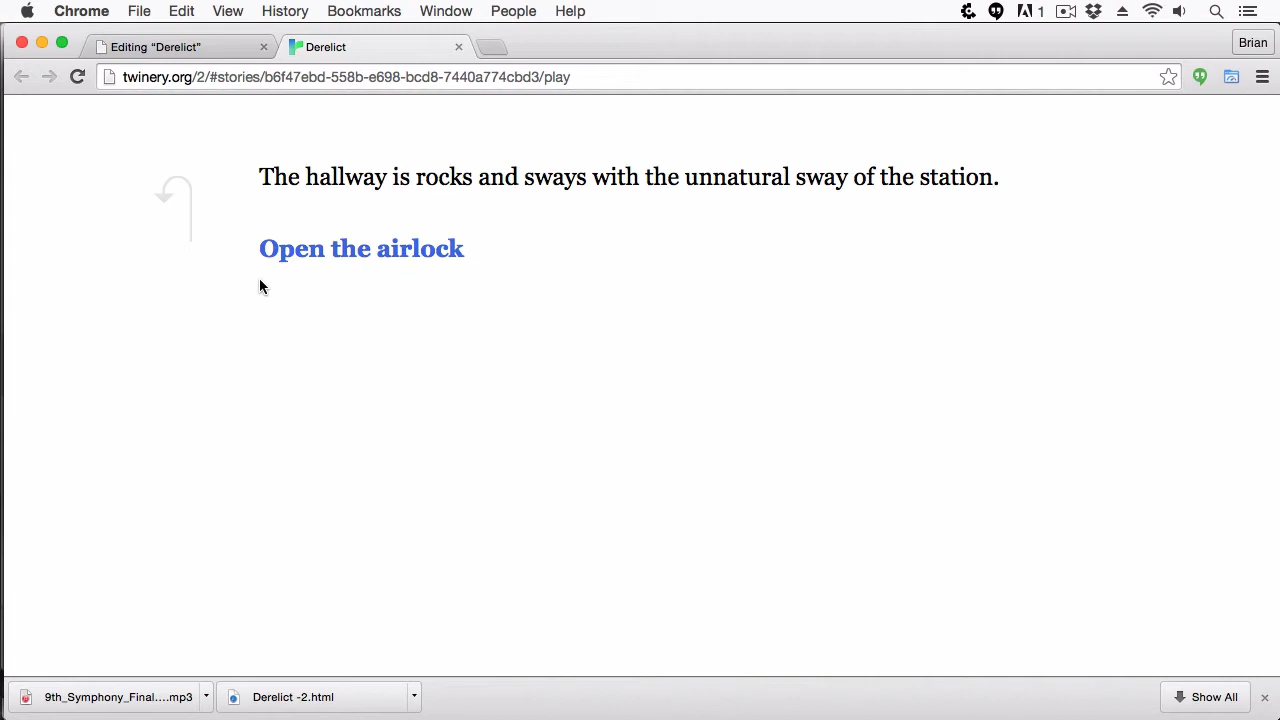 Chrome File Edit View History Bookmarks Window People Help 1
Editing “Derelict” Derelict Brian
twinery.org/2/#stories/b6f47ebd-558b-e698-bcd8-7440a774cbd3/play
The hallway is rocks and sways with the unnatural sway of the station.
Open the airlock
9th_Symphony_Final....mp3 Derelict -2.html Show All